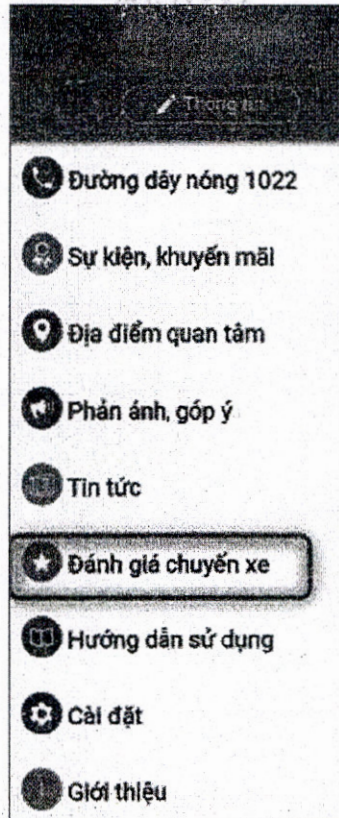 Thông tin
Đường dây nóng 1022
Sự kiện, khuyến mãi
Địa điểm quan tâm
Phản ánh, góp ý
Tin tức
Đánh giá chuyến xe
Hướng dẫn sử dụng
Cài đặt
Giới thiệu